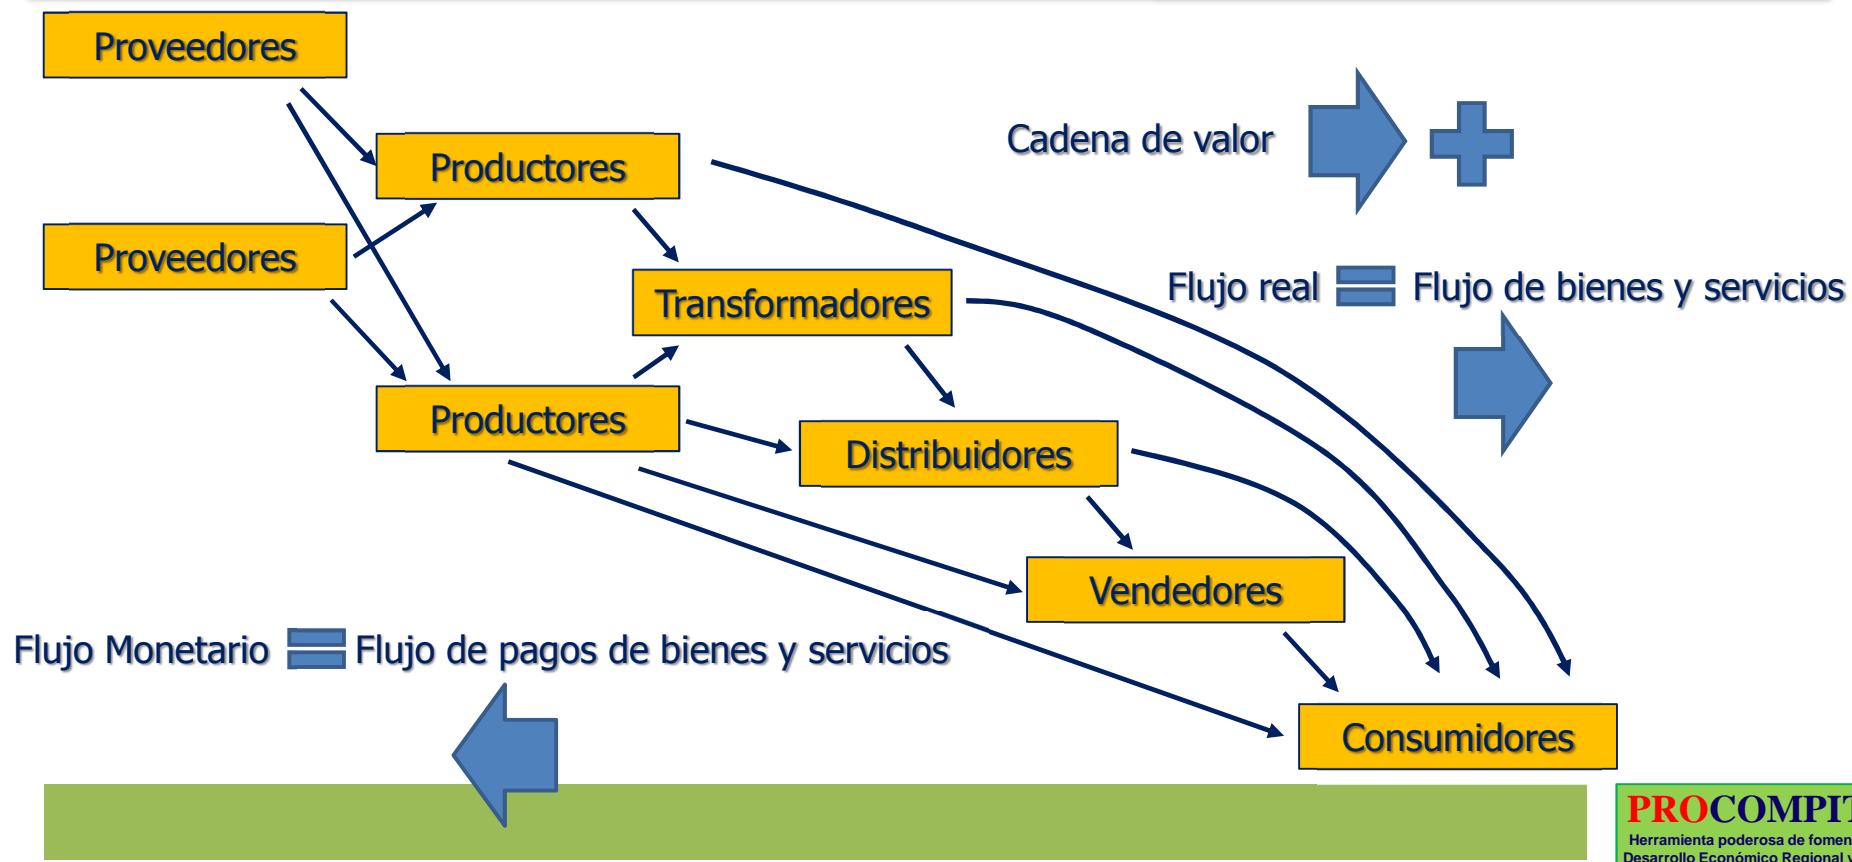 Proveedores
Productores
Cadena de valor
Proveedores
Transformadores
Flujo real
Flujo de bienes y servicios
Productores
Distribuidores
Vendedores
Flujo Monetario
Flujo de pagos de bienes y servicios
Consumidores
PROCOMPIT
Herramienta poderosa de fomen
Desarrollo Económico Regional y